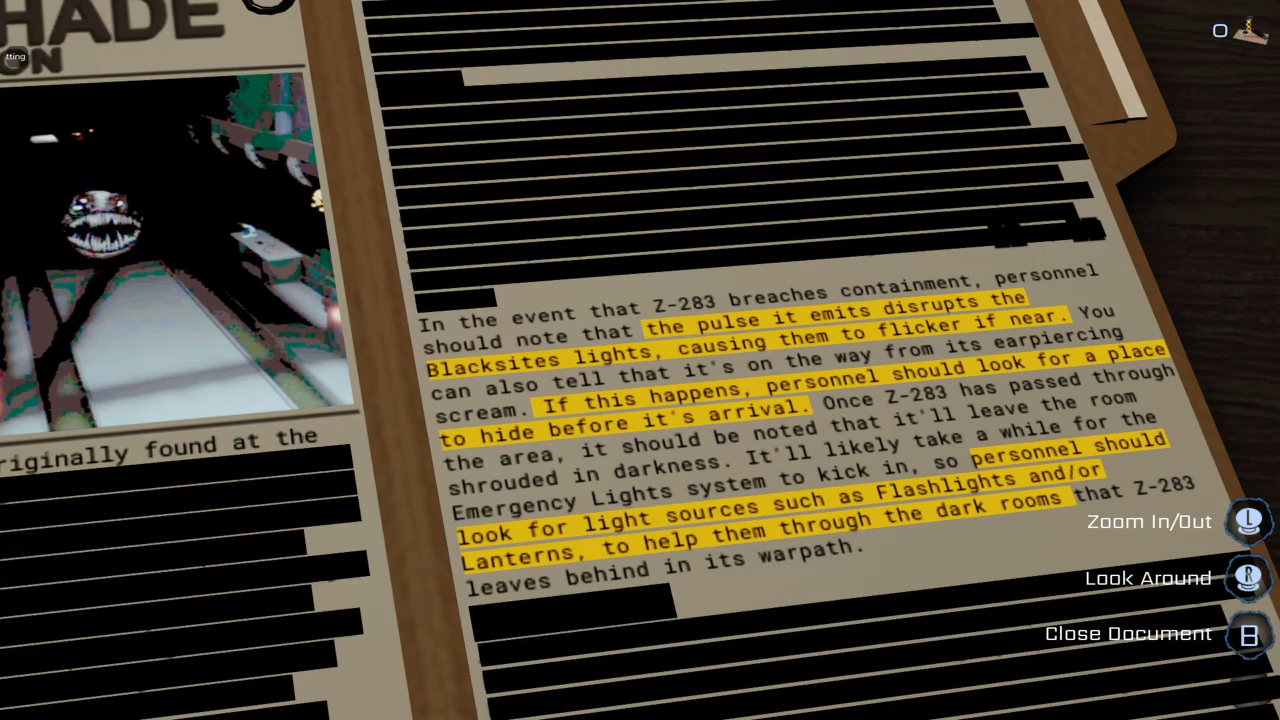 HADE
ON
tting
riginally found at the
In the event that Z-283 breaches containment, personnel
should note that the pulse it emits disrupts the
Blacksites lights, causing them to flicker if near. You
can also tell that it's on the way from its earpiercing
scream. If this happens, personnel should look for a place
to hide before it's arrival. Once Z-283 has passed through
the area, it should be noted that it'll leave the room
shrouded in darkness. It'll likely take a while for the
Emergency Lights system to kick in, so personnel should
look for light sources such as Flashlights and/or
Lanterns, to help them through the dark rooms that Z-283
leaves behind in its warpath.
Zoom In/Out L
Look Around R
Close Document B